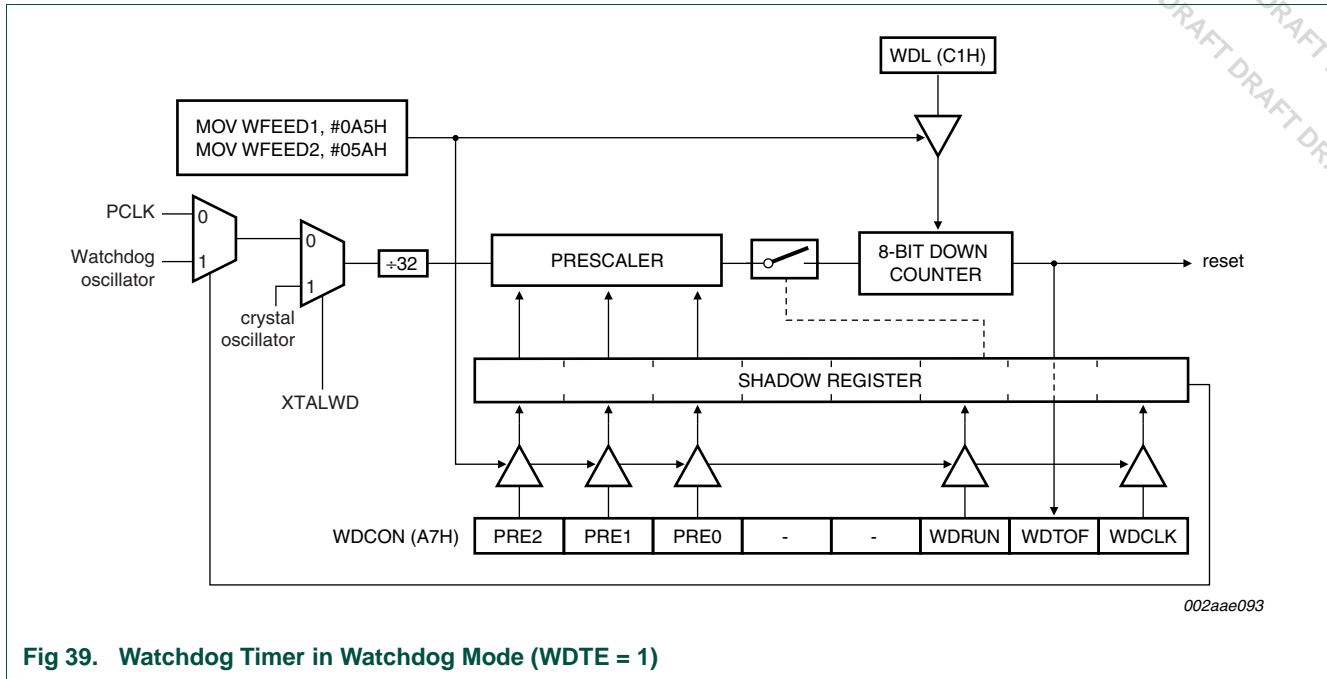 DRAFT DRAFT DRAFT
WDL (C1H)
MOV WFEED1, #0A5H
MOV WFEED2, #05AH
PCLK
0
Watchdog
oscillator
1
0
1
crystal
oscillator
XTALWD
÷32
PRESCALER
8-BIT DOWN
COUNTER
reset
SHADOW REGISTER
WDCON (A7H)
PRE2
PRE1
PRE0
-
-
WDRUN
WDTOF
WDCLK
002aae093
Fig 39. Watchdog Timer in Watchdog Mode (WDTE = 1)